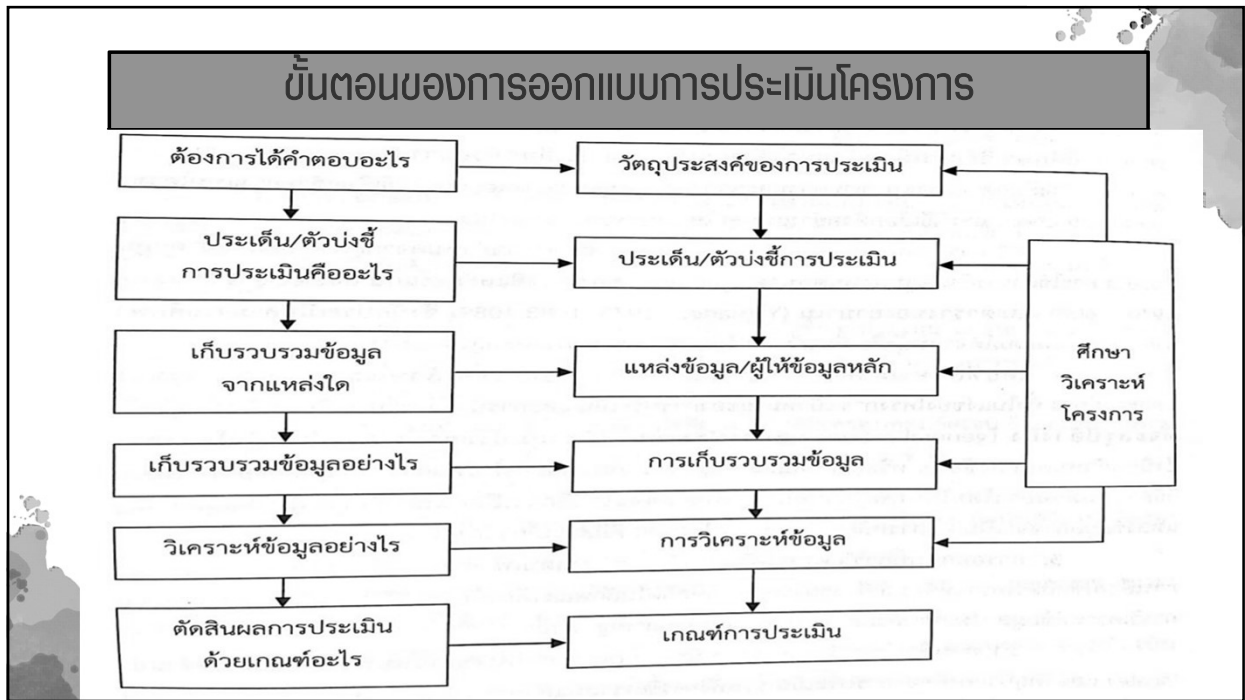 ขั้นตอนของการออกแบบการประเมินโครงการ
ต้องการได้คำตอบอะไร
วัตถุประสงค์ของการประเมิน
ประเด็น/ตัวบ่งชี้
การประเมินคืออะไร
ประเด็น/ตัวบ่งชี้การประเมิน
เก็บรวบรวมข้อมูล
จากแหล่งใด
แหล่งข้อมูล/ผู้ให้ข้อมูลหลัก
ศึกษา
วิเคราะห์
โครงการ
เก็บรวบรวมข้อมูลอย่างไร
การเก็บรวบรวมข้อมูล
วิเคราะห์ข้อมูลอย่างไร
การวิเคราะห์ข้อมูล
ตัดสินผลการประเมิน
ด้วยเกณฑ์อะไร
เกณฑ์การประเมิน